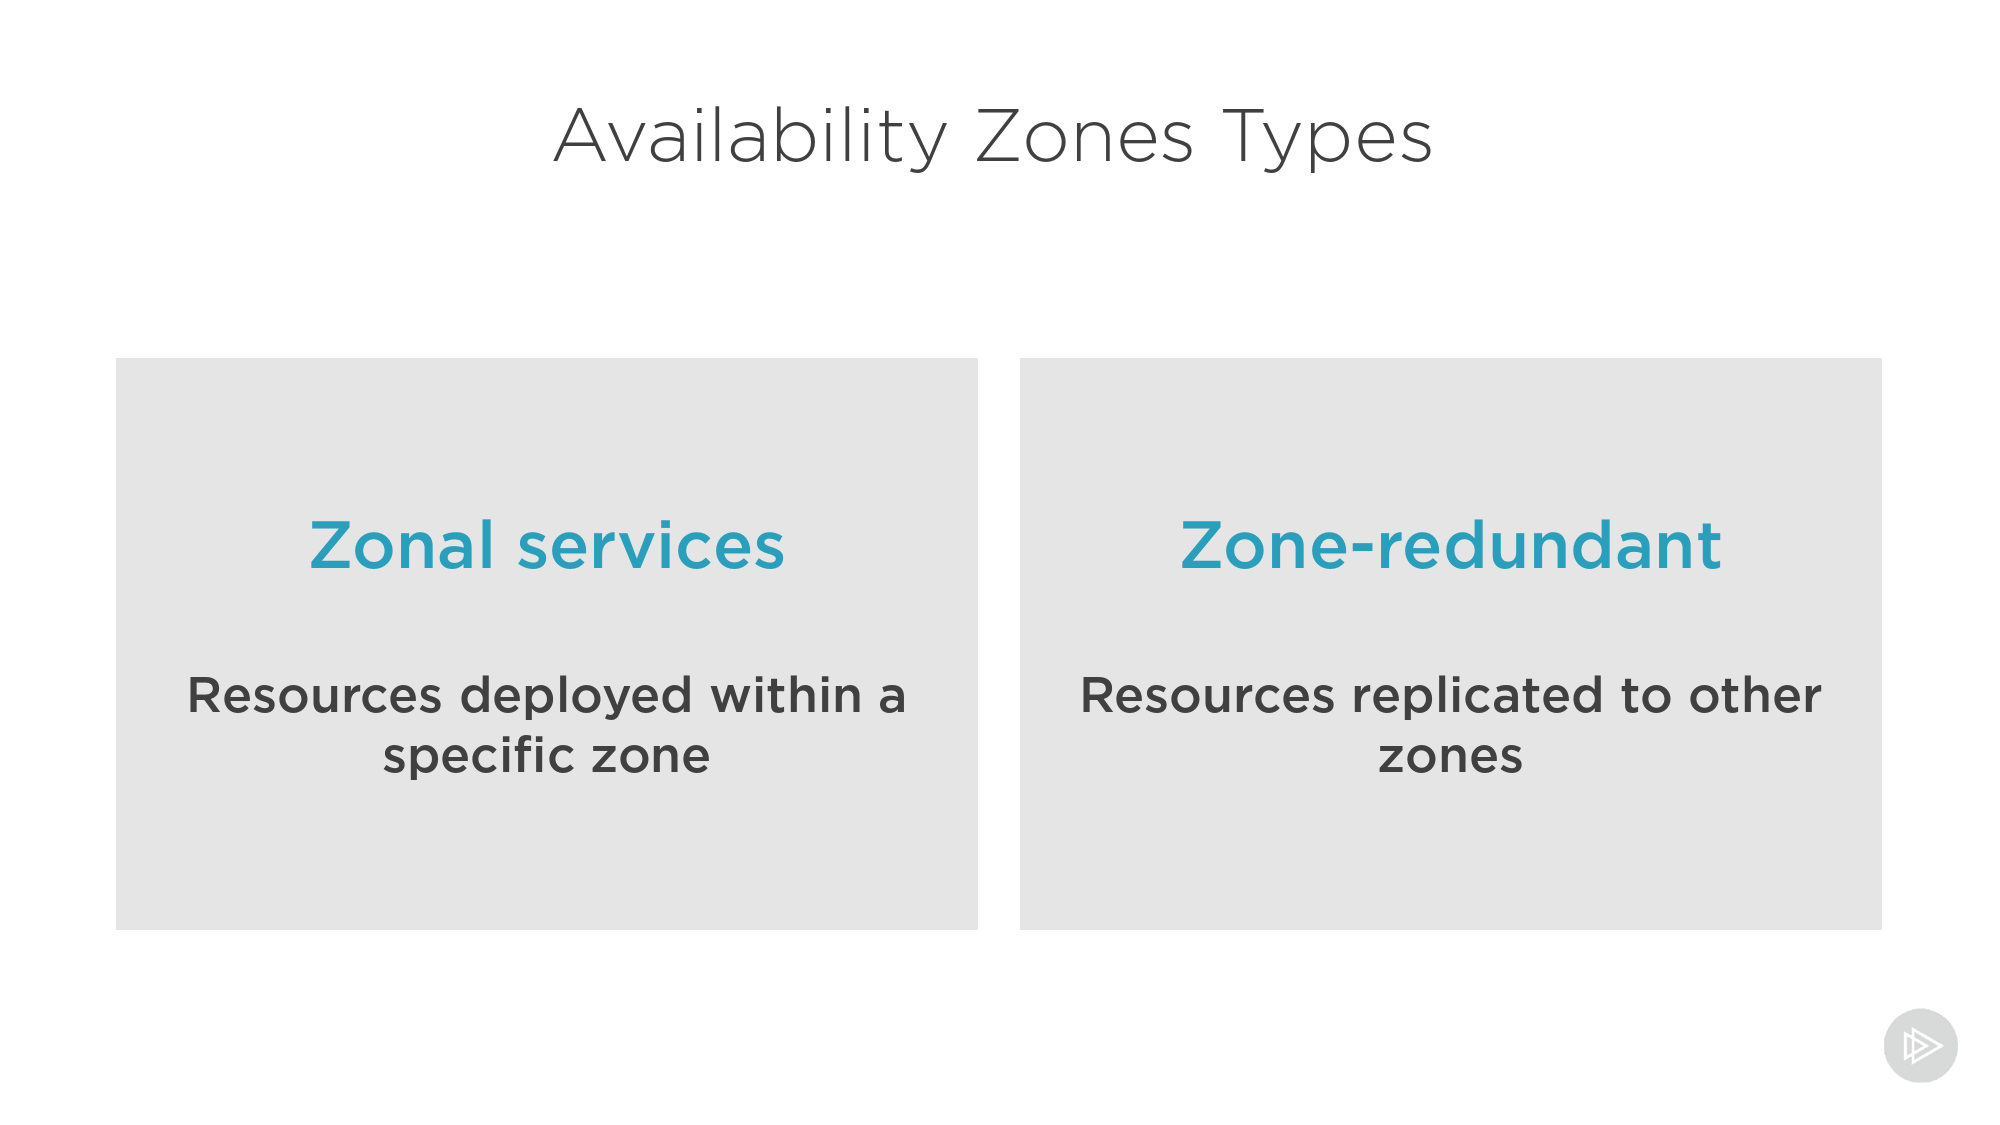 Availability Zones Types
Zonal services
Resources deployed within a
specific zone
Zone-redundant
Resources replicated to other
zones